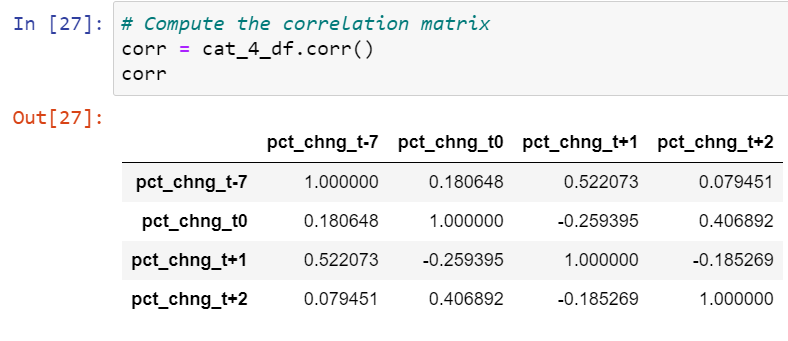 In [27]: # Compute the correlation matrix
corr = cat_4_df.corr()
corr
Out[27]:
pct_chng_t-7 pct_chng_t0 pct_chng_t+1 pct_chng_t+2
pct_chng_t-7 1.000000 0.180648 0.522073 0.079451
pct_chng_t0 0.180648 1.000000 -0.259395 0.406892
pct_chng_t+1 0.522073 -0.259395 1.000000 -0.185269
pct_chng_t+2 0.079451 0.406892 -0.185269 1.000000